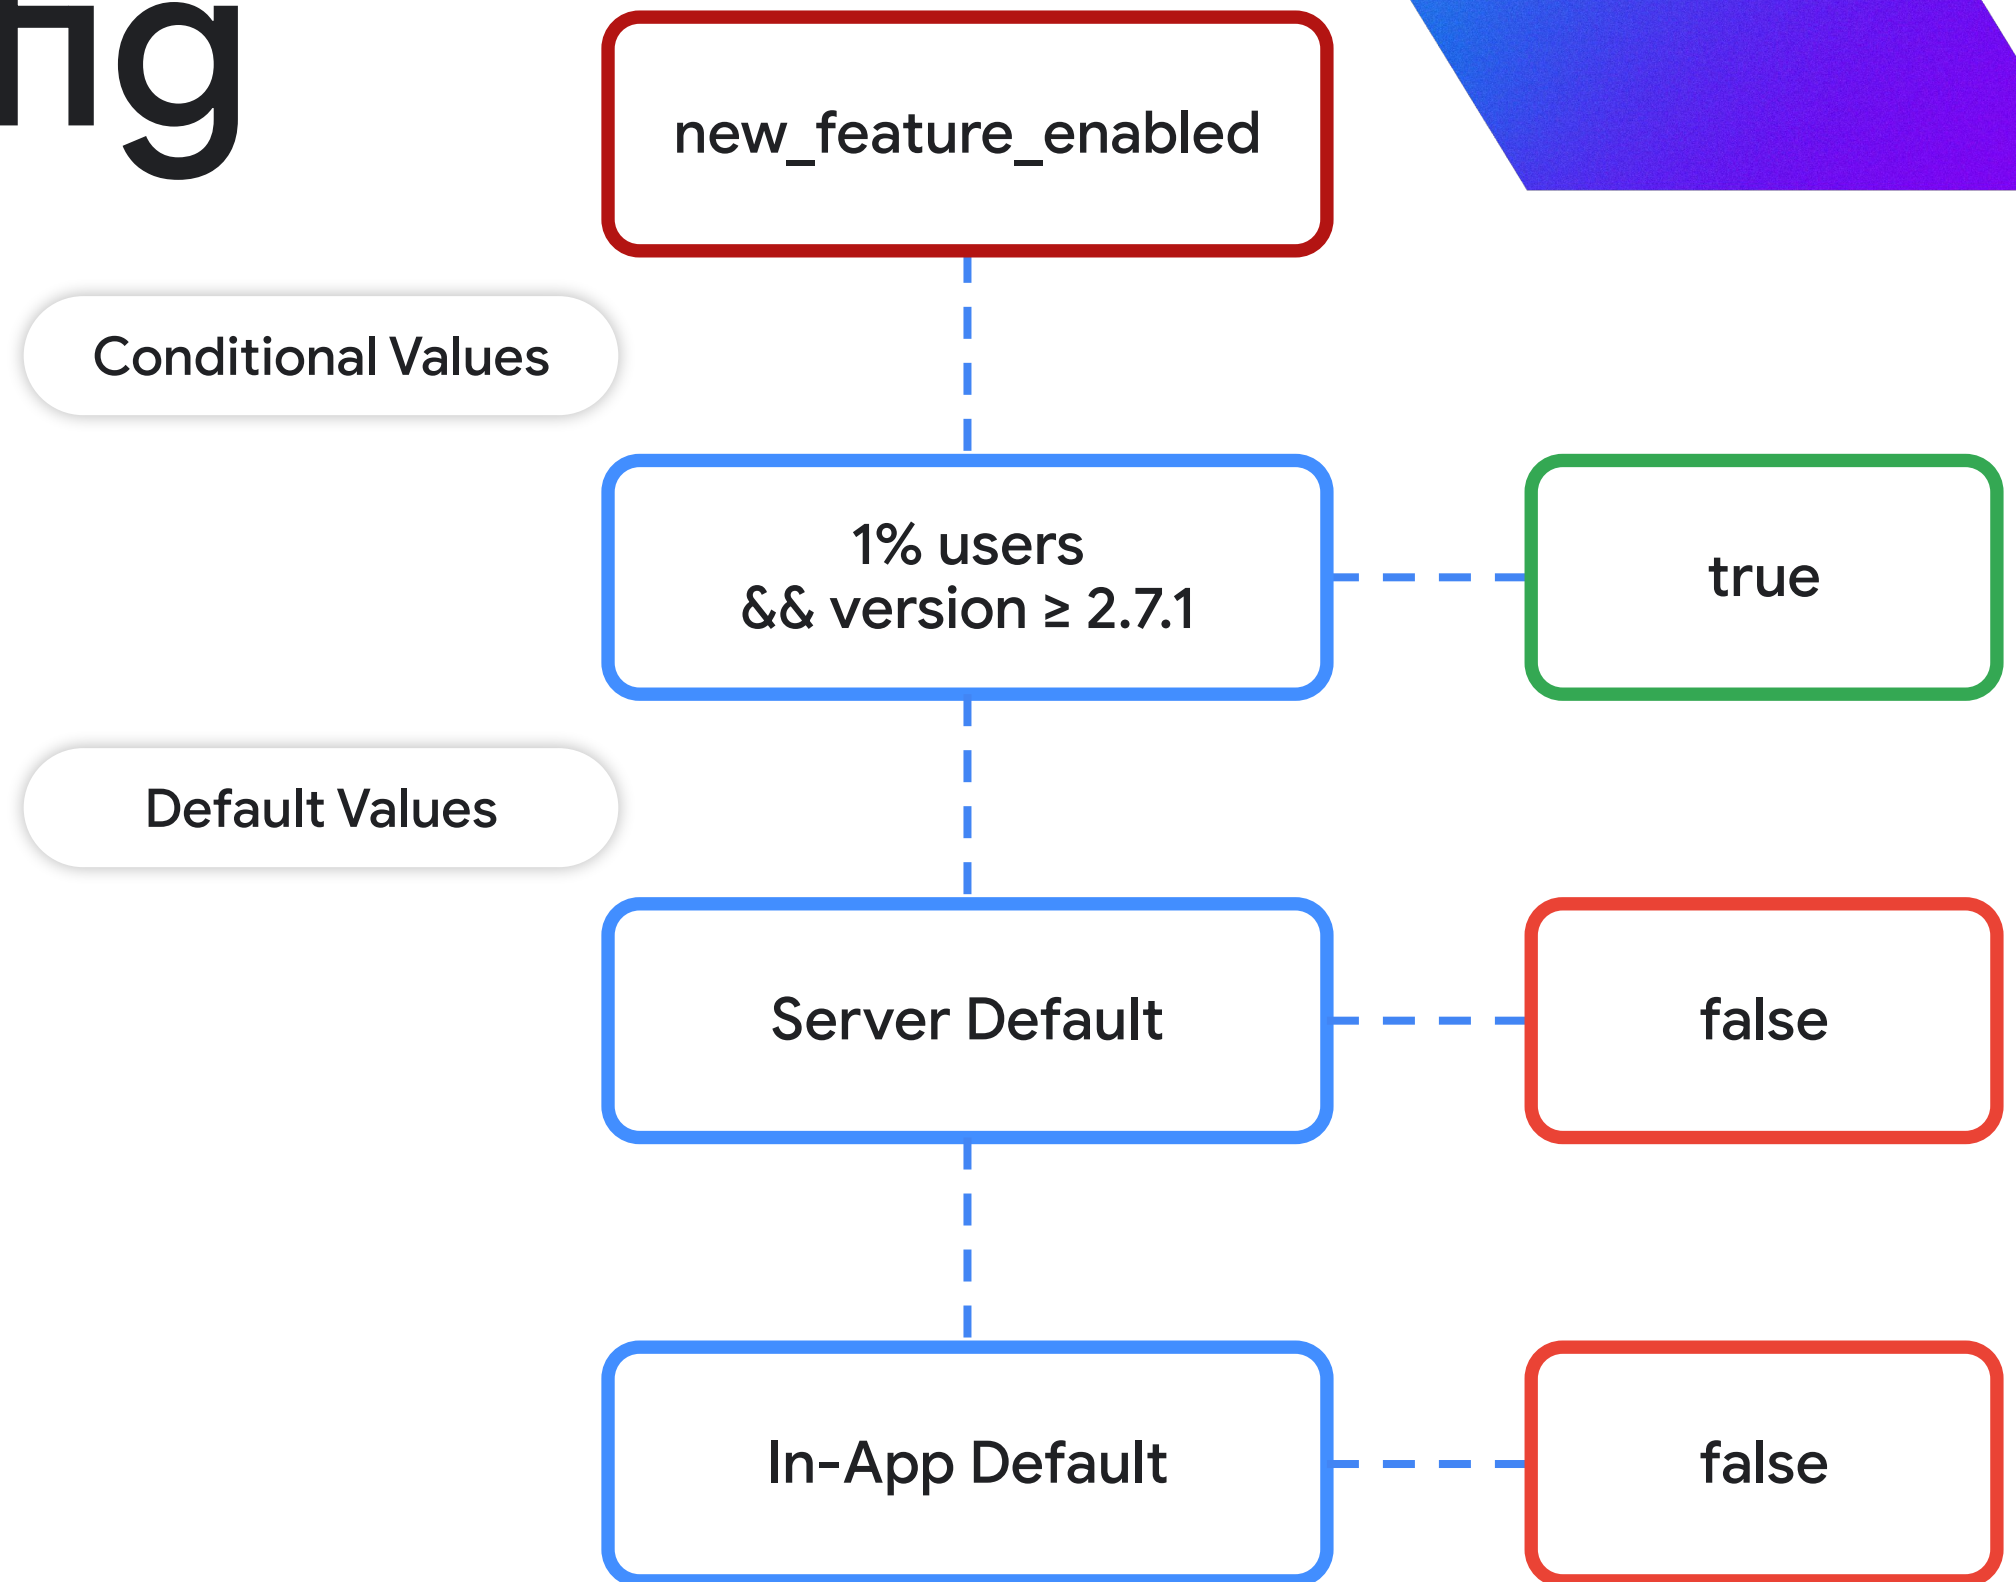 new_feature_enabled
Conditional Values
1% users
&& version ≥ 2.7.1
true
Default Values
Server Default
false
In-App Default
false